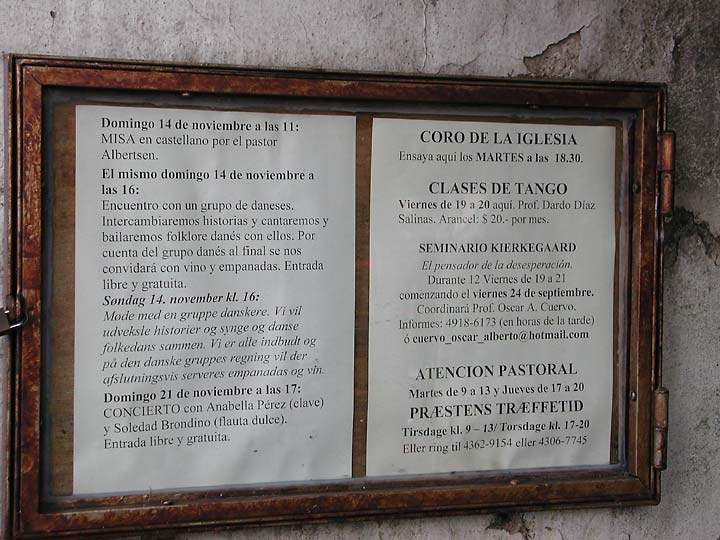 Domingo 14 de noviembre a las 11:
MISA en castellano por el pastor
Albertsen.
El mismo domingo 14 de noviembre a
las 16:
Encuentro con un grupo de daneses.
Intercambiaremos historias y cantaremos y
bailaremos folklore danés con ellos. Por
cuenta del grupo danés al final se nos
convidará con vino y empanadas. Entrada
libre y gratuita.
Søndag 14. november kl. 16:
Møde med en gruppe danskere. Vi vil
udveksle historier og synge og danse
folkedans sammen. Vi er alle indbudt og
på den danske gruppes regning vil der
afslutningsvis serveres empanadas og vin.
Domingo 21 de noviembre a las 17:
CONCIERTO con Anabella Pérez (clave)
y Soledad Brondino (flauta dulce).
Entrada libre y gratuita.
CORO DE LA IGLESIA
Ensaya aquí los MARTES a las 18.30.
CLASES DE TANGO
Viernes de 19 a 20 aquí. Prof. Dardo Díaz
Salinas. Arancel: $ 20.- por mes.
SEMINARIO KIERKEGAARD
El pensador de la desesperación.
Durante 12 Viernes de 19 a 21
comenzando el viernes 24 de septiembre.
Coordinará Prof. Oscar A. Cuervo.
Informes: 4918-6173 (en horas de la tarde)
ó cuervo_oscar_alberto@hotmail.com
ATENCION PASTORAL
Martes de 9 a 13 y Jueves de 17 a 20
PRÆSTENS TRÆFFETID
Tirsdage kl. 9 – 13/ Torsdage kl. 17-20
Eller ring til 4362-9154 eller 4306-7745